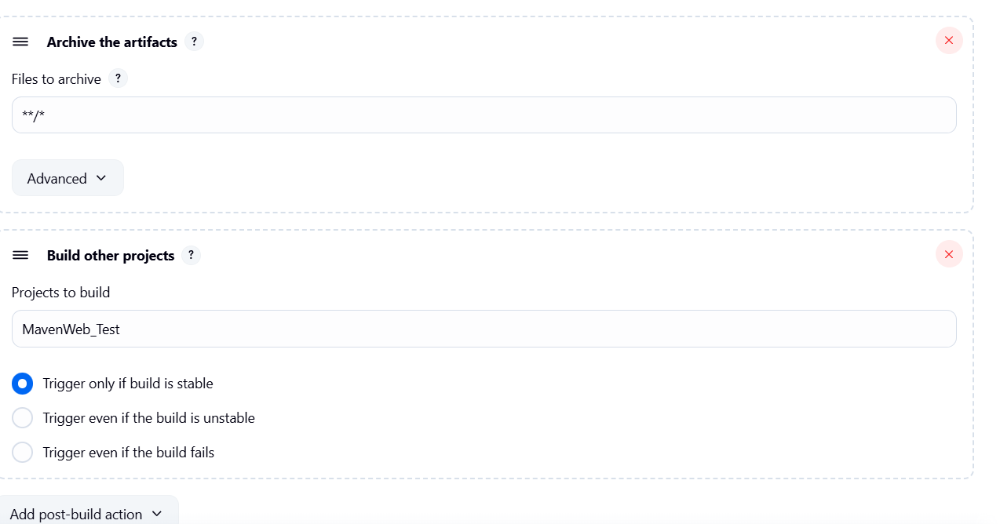 Archive the artifacts ?
Files to archive ?
**/*
Advanced
Build other projects ?
Projects to build
MavenWeb_Test
Trigger only if build is stable
Trigger even if the build is unstable
Trigger even if the build fails
Add post-build action